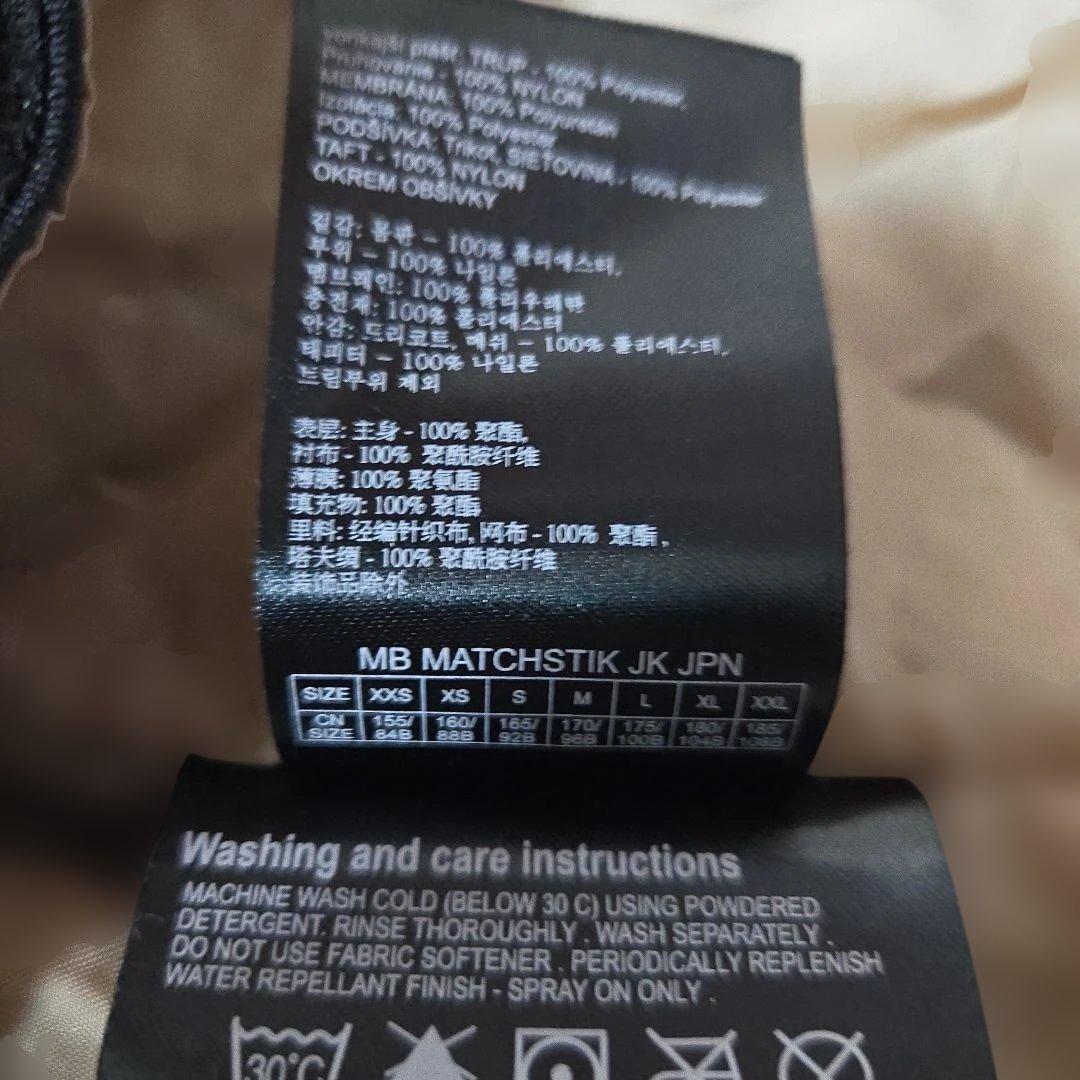 vonkajší plášť, TRUP - 100% Polyester,
- 100% NYLON
MEMBRÁNA, 100% Polyuretán
Izolácia, 100% Polyester
PODŠÍVKA: Trikot, SIEŤOVINA - 100% Polyester
TAFT - 100% NYLON
OKREM OBŠÍVKY
질감: 몸판 - 100% 폴리에스터,
부위 - 100% 나일론
멤브레인: 100% 폴리우레탄
충전재: 100% 폴리에스터
안감: 트리코트, 메쉬 - 100% 폴리에스터,
태피터 - 100% 나일론
트림부위 제외
表层: 主身 - 100% 聚酯,
衬布 - 100% 聚酰胺纤维
薄膜: 100% 聚氨酯
填充物: 100% 聚酯
里料: 经编针织布, 网布 - 100% 聚酯,
塔夫绸 - 100% 聚酰胺纤维
装饰品除外
MB MATCHSTIK JK JPN
SIZE XXS XS S M L XL XXL
CN SIZE 155/84B 160/88B 165/92B 170/96B 175/100B 180/104B 185/108B
Washing and care instructions
MACHINE WASH COLD (BELOW 30 C) USING POWDERED
DETERGENT. RINSE THOROUGHLY . WASH SEPARATELY .
DO NOT USE FABRIC SOFTENER . PERIODICALLY REPLENISH
WATER REPELLANT FINISH - SPRAY ON ONLY .
30°C